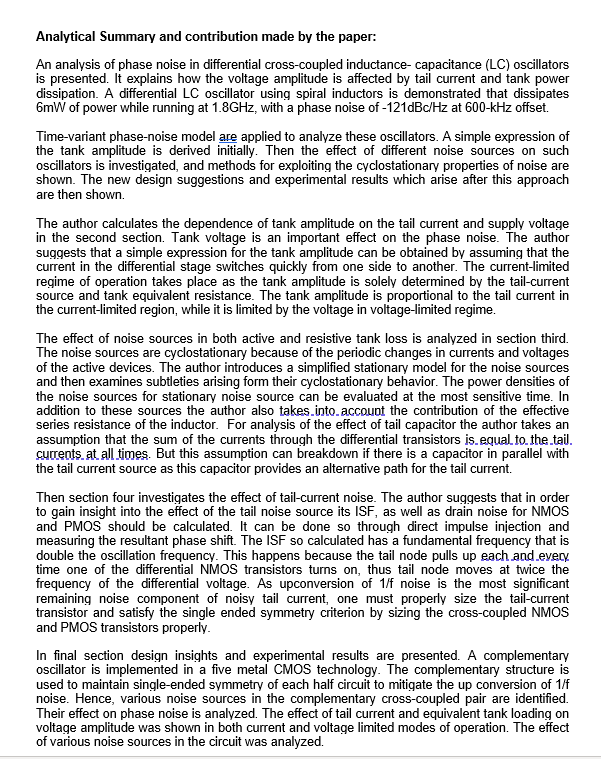 Analytical Summary and contribution made by the paper:
An analysis of phase noise in differential cross-coupled inductance- capacitance (LC) oscillators
is presented. It explains how the voltage amplitude is affected by tail current and tank power
dissipation. A differential LC oscillator using spiral inductors is demonstrated that dissipates
6mW of power while running at 1.8GHz, with a phase noise of -121dBc/Hz at 600-kHz offset.
Time-variant phase-noise model are applied to analyze these oscillators. A simple expression of
the tank amplitude is derived initially. Then the effect of different noise sources on such
oscillators is investigated, and methods for exploiting the cyclostationary properties of noise are
shown. The new design suggestions and experimental results which arise after this approach
are then shown.
The author calculates the dependence of tank amplitude on the tail current and supply voltage
in the second section. Tank voltage is an important effect on the phase noise. The author
suggests that a simple expression for the tank amplitude can be obtained by assuming that the
current in the differential stage switches quickly from one side to another. The current-limited
regime of operation takes place as the tank amplitude is solely determined by the tail-current
source and tank equivalent resistance. The tank amplitude is proportional to the tail current in
the current-limited region, while it is limited by the voltage in voltage-limited regime.
The effect of noise sources in both active and resistive tank loss is analyzed in section third.
The noise sources are cyclostationary because of the periodic changes in currents and voltages
of the active devices. The author introduces a simplified stationary model for the noise sources
and then examines subtleties arising form their cyclostationary behavior. The power densities of
the noise sources for stationary noise source can be evaluated at the most sensitive time. In
addition to these sources the author also takes into account the contribution of the effective
series resistance of the inductor. For analysis of the effect of tail capacitor the author takes an
assumption that the sum of the currents through the differential transistors is equal to the tail
currents at all times. But this assumption can breakdown if there is a capacitor in parallel with
the tail current source as this capacitor provides an alternative path for the tail current.
Then section four investigates the effect of tail-current noise. The author suggests that in order
to gain insight into the effect of the tail noise source its ISF, as well as drain noise for NMOS
and PMOS should be calculated. It can be done so through direct impulse injection and
measuring the resultant phase shift. The ISF so calculated has a fundamental frequency that is
double the oscillation frequency. This happens because the tail node pulls up each and every
time one of the differential NMOS transistors turns on, thus tail node moves at twice the
frequency of the differential voltage. As upconversion of 1/f noise is the most significant
remaining noise component of noisy tail current, one must properly size the tail-current
transistor and satisfy the single ended symmetry criterion by sizing the cross-coupled NMOS
and PMOS transistors properly.
In final section design insights and experimental results are presented. A complementary
oscillator is implemented in a five metal CMOS technology. The complementary structure is
used to maintain single-ended symmetry of each half circuit to mitigate the up conversion of 1/f
noise. Hence, various noise sources in the complementary cross-coupled pair are identified.
Their effect on phase noise is analyzed. The effect of tail current and equivalent tank loading on
voltage amplitude was shown in both current and voltage limited modes of operation. The effect
of various noise sources in the circuit was analyzed.